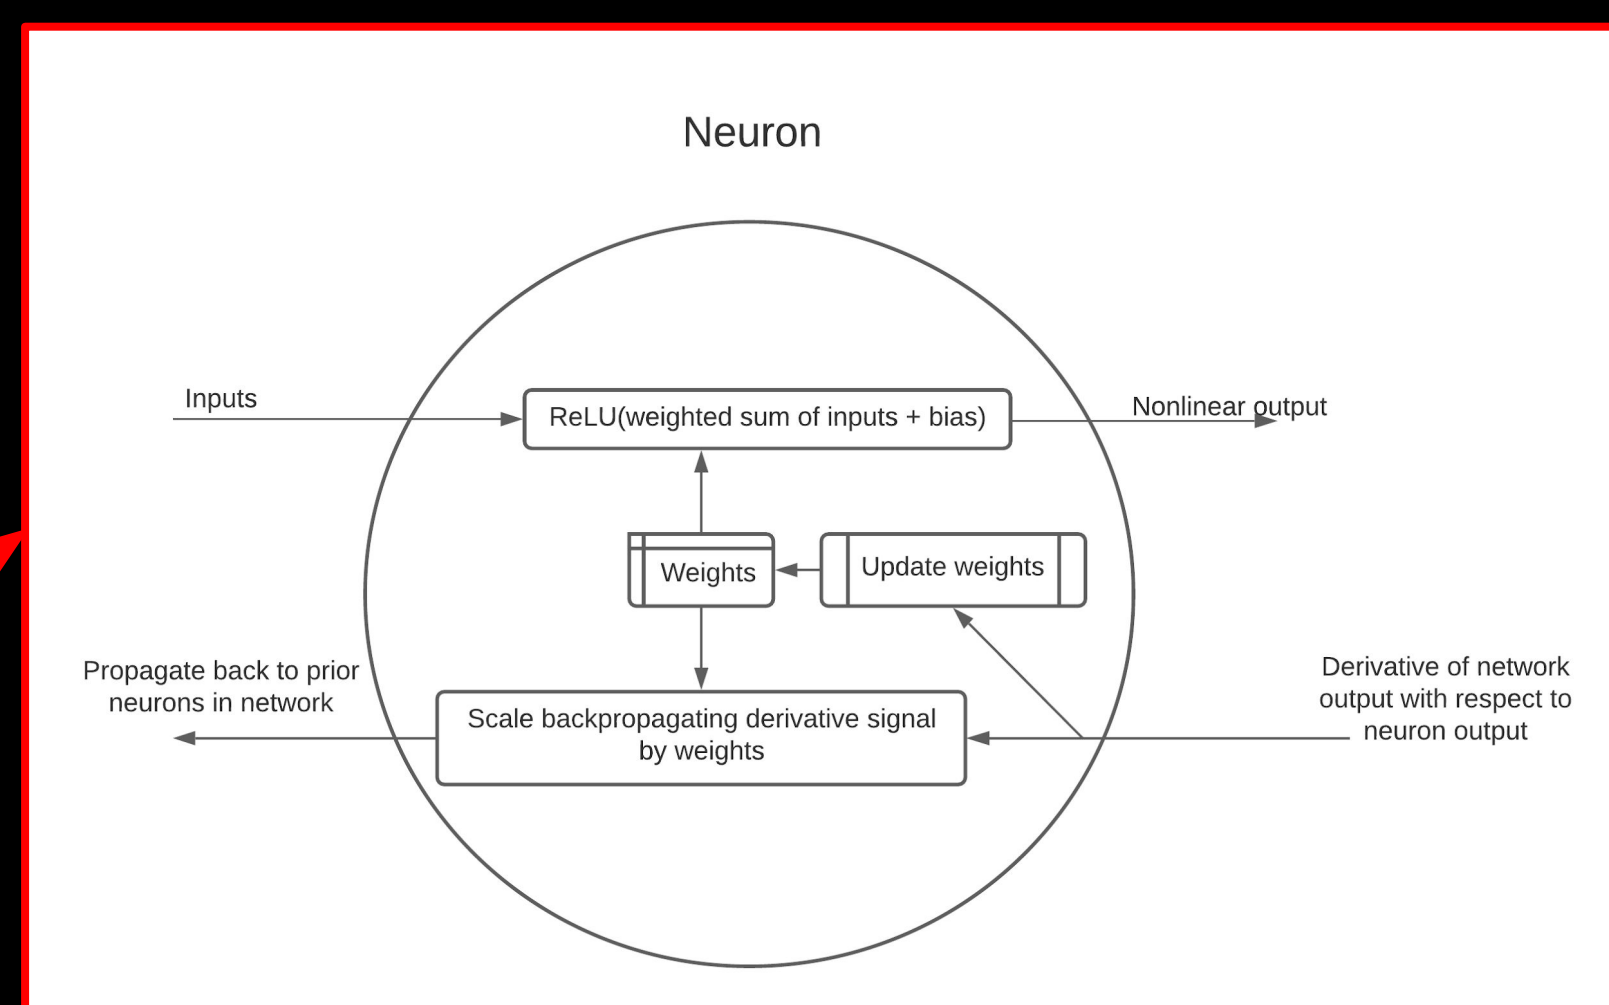 Neuron
Inputs
ReLU(weighted sum of inputs + bias)
Nonlinear output
Weights
Update weights
Propagate back to prior
neurons in network
Scale backpropagating derivative signal
by weights
Derivative of network
output with respect to
neuron output